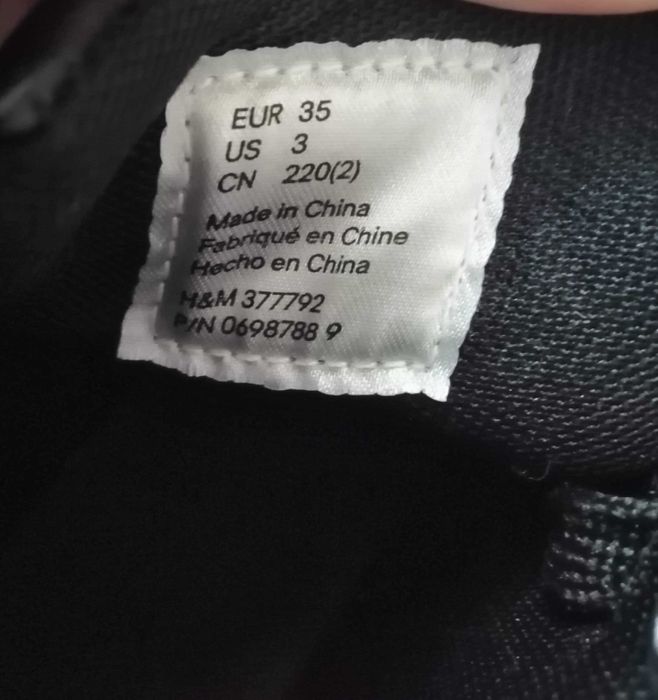 EUR 35
US 3
CN 220(2)
Made in China
Fabriqué en Chine
Hecho en China
H&M 377792
P/N 0698788 9